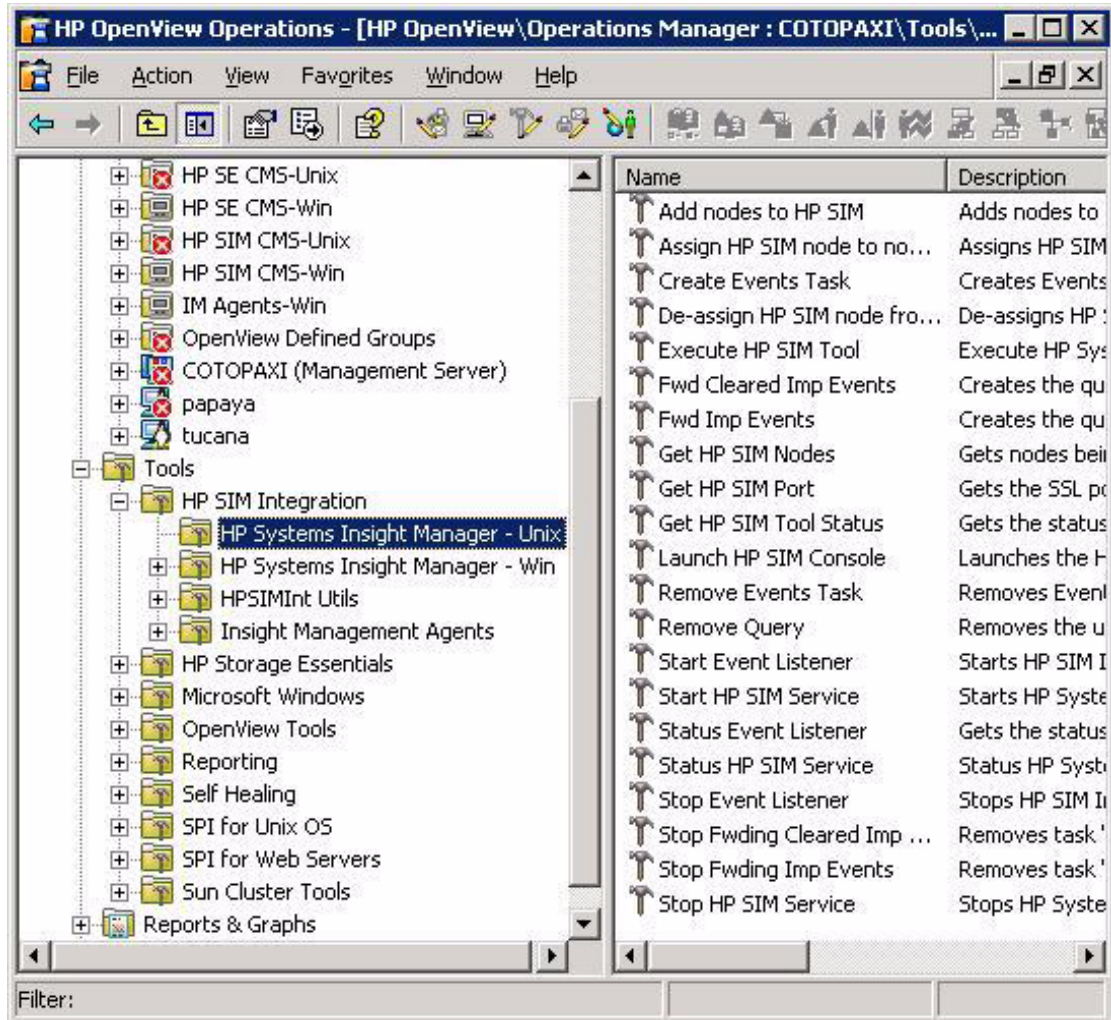 HP OpenView Operations - [HP OpenView\Operations Manager : COTOPAXI\Tools\...
File Action View Favorites Window Help
HP SE CMS-Unix
HP SE CMS-Win
HP SIM CMS-Unix
HP SIM CMS-Win
IM Agents-Win
OpenView Defined Groups
COTOPAXI (Management Server)
papaya
tucana
Tools
HP SIM Integration
HP Systems Insight Manager - Unix
HP Systems Insight Manager - Win
HPSIMInt Utils
Insight Management Agents
HP Storage Essentials
Microsoft Windows
OpenView Tools
Reporting
Self Healing
SPI for Unix OS
SPI for Web Servers
Sun Cluster Tools
Reports & Graphs
Name Description
Add nodes to HP SIM Adds nodes to
Assign HP SIM node to no... Assigns HP SIM
Create Events Task Creates Events
De-assign HP SIM node fro... De-assigns HP
Execute HP SIM Tool Execute HP Sys
Fwd Cleared Imp Events Creates the qu
Fwd Imp Events Creates the qu
Get HP SIM Nodes Gets nodes bei
Get HP SIM Port Gets the SSL po
Get HP SIM Tool Status Gets the status
Launch HP SIM Console Launches the H
Remove Events Task Removes Event
Remove Query Removes the u
Start Event Listener Starts HP SIM I
Start HP SIM Service Starts HP Syste
Status Event Listener Gets the status
Status HP SIM Service Status HP Syst
Stop Event Listener Stops HP SIM I
Stop Fwding Cleared Imp ... Removes task '
Stop Fwding Imp Events Removes task '
Stop HP SIM Service Stops HP Syste
Filter: